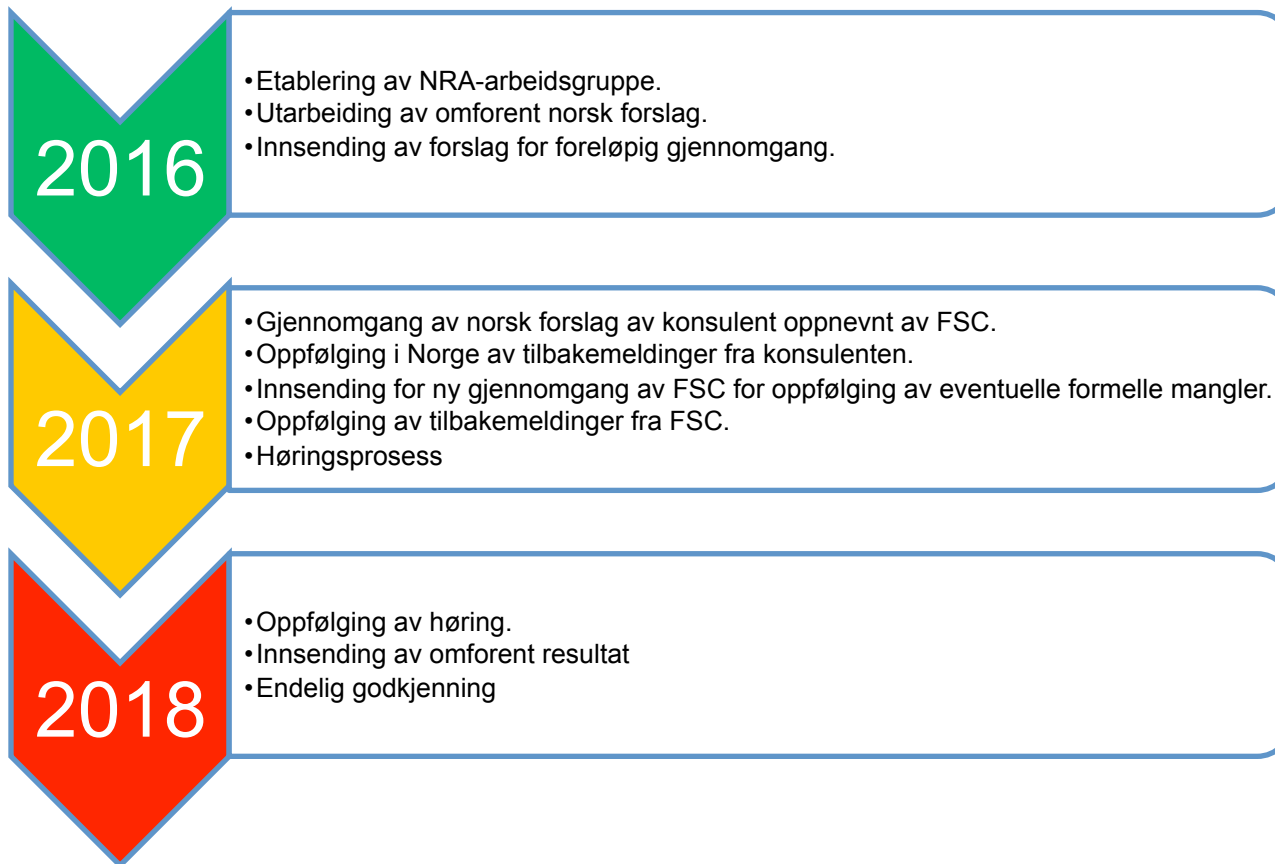 2016
•Etablering av NRA-arbeidsgruppe.
•Utarbeiding av omforent norsk forslag.
•Innsending av forslag for foreløpig gjennomgang.
2017
•Gjennomgang av norsk forslag av konsulent oppnevnt av FSC.
•Oppfølging i Norge av tilbakemeldinger fra konsulenten.
•Innsending for ny gjennomgang av FSC for oppfølging av eventuelle formelle mangler.
•Oppfølging av tilbakemeldinger fra FSC.
•Høringsprosess
2018
•Oppfølging av høring.
•Innsending av omforent resultat
•Endelig godkjenning